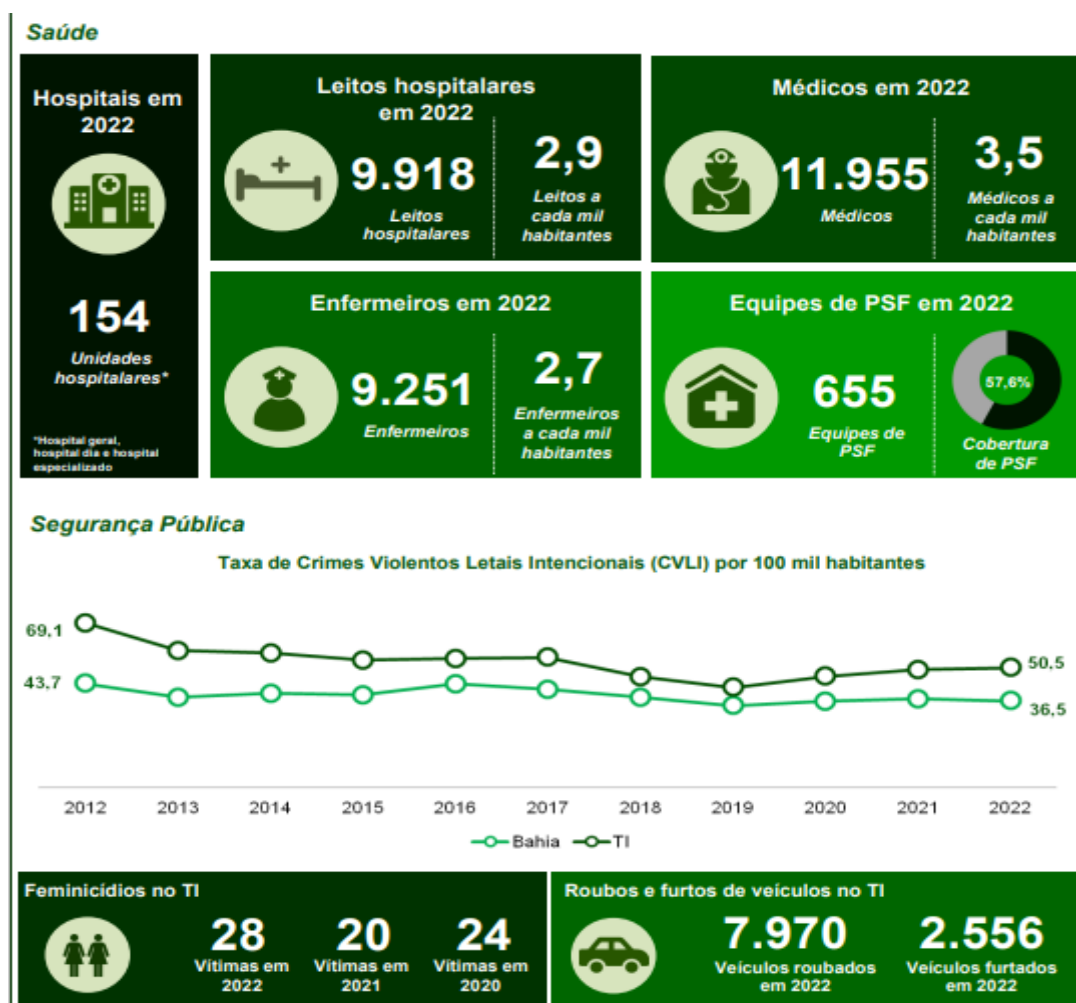 Saúde
Hospitais em
2022
154
Unidades
hospitalares*
*Hospital geral,
hospital dia e hospital
especializado
Leitos hospitalares
em 2022
9.918
Leitos
hospitalares
2,9
Leitos a
cada mil
habitantes
Médicos em 2022
11.955
Médicos
3,5
Médicos a
cada mil
habitantes
Enfermeiros em 2022
9.251
Enfermeiros
2,7
Enfermeiros
a cada mil
habitantes
Equipes de PSF em 2022
655
Equipes de
PSF
57,6%
Cobertura
de PSF
Segurança Pública
Taxa de Crimes Violentos Letais Intencionais (CVLI) por 100 mil habitantes
69,1
43,7
50,5
36,5
2012 2013 2014 2015 2016 2017 2018 2019 2020 2021 2022
Bahia TI
Feminicídios no TI
28
Vítimas em
2022
20
Vítimas em
2021
24
Vítimas em
2020
Roubos e furtos de veículos no TI
7.970
Veículos roubados
em 2022
2.556
Veículos furtados
em 2022